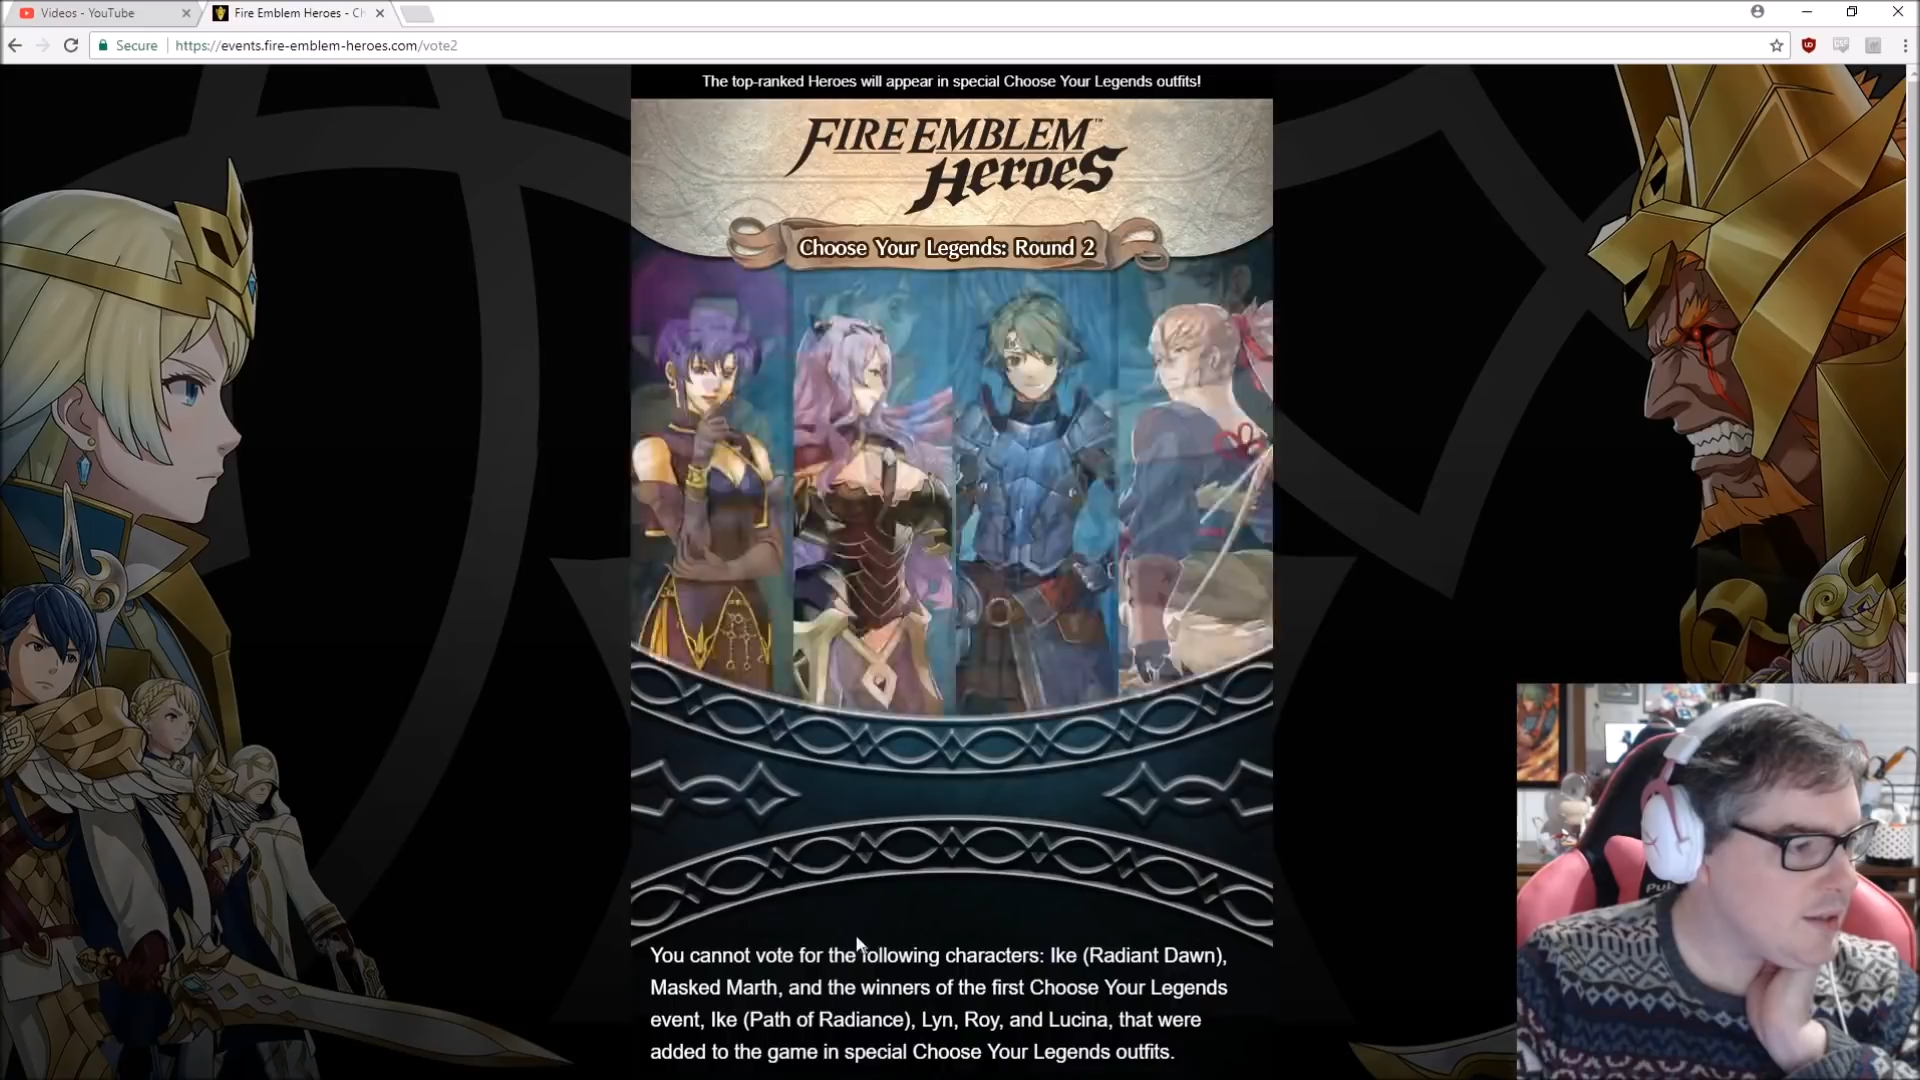 Videos - YouTube
Fire Emblem Heroes - Ch
Secure
https://events.fire-emblem-heroes.com/vote2
The top-ranked Heroes will appear in special Choose Your Legends outfits!
FIRE EMBLEM™
Heroes
Choose Your Legends: Round 2
You cannot vote for the following characters: Ike (Radiant Dawn),
Masked Marth, and the winners of the first Choose Your Legends
event, Ike (Path of Radiance), Lyn, Roy, and Lucina, that were
added to the game in special Choose Your Legends outfits.